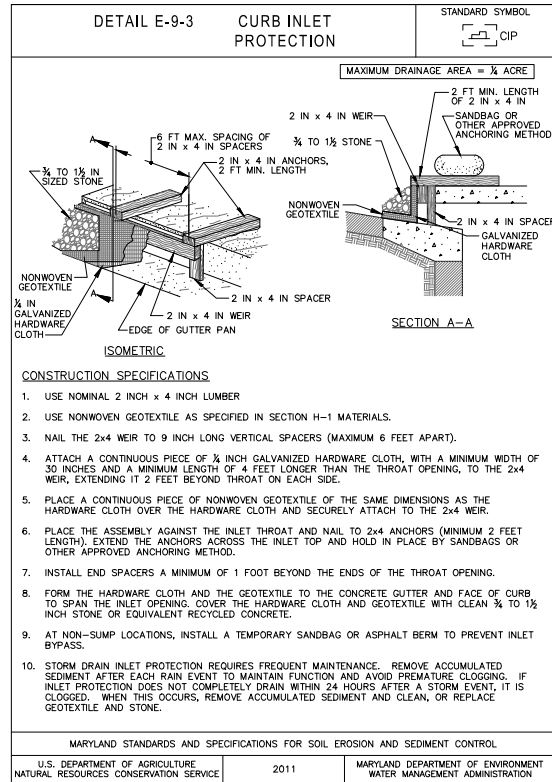 DETAIL E-9-3 CURB INLET
PROTECTION
STANDARD SYMBOL
CIP
MAXIMUM DRAINAGE AREA = ¼ ACRE
2 FT MIN. LENGTH
OF 2 IN x 4 IN
2 IN x 4 IN WEIR
SANDBAG OR
OTHER APPROVED
ANCHORING METHOD
¾ TO 1½ STONE
NONWOVEN
GEOTEXTILE
2 IN x 4 IN SPACER
GALVANIZED
HARDWARE
CLOTH
SECTION A-A
A
6 FT MAX. SPACING OF
2 IN x 4 IN SPACERS
2 IN x 4 IN ANCHORS,
2 FT MIN. LENGTH
¾ TO 1½ IN
SIZED STONE
NONWOVEN
GEOTEXTILE
A
¼ IN
GALVANIZED
HARDWARE
CLOTH
2 IN x 4 IN SPACER
2 IN x 4 IN WEIR
EDGE OF GUTTER PAN
ISOMETRIC
CONSTRUCTION SPECIFICATIONS
1. USE NOMINAL 2 INCH x 4 INCH LUMBER
2. USE NONWOVEN GEOTEXTILE AS SPECIFIED IN SECTION H-1 MATERIALS.
3. NAIL THE 2x4 WEIR TO 9 INCH LONG VERTICAL SPACERS (MAXIMUM 6 FEET APART).
4. ATTACH A CONTINUOUS PIECE OF ¼ INCH GALVANIZED HARDWARE CLOTH, WITH A MINIMUM WIDTH OF
30 INCHES AND A MINIMUM LENGTH OF 4 FEET LONGER THAN THE THROAT OPENING, TO THE 2x4
WEIR, EXTENDING IT 2 FEET BEYOND THROAT ON EACH SIDE.
5. PLACE A CONTINUOUS PIECE OF NONWOVEN GEOTEXTILE OF THE SAME DIMENSIONS AS THE
HARDWARE CLOTH OVER THE HARDWARE CLOTH AND SECURELY ATTACH TO THE 2x4 WEIR.
6. PLACE THE ASSEMBLY AGAINST THE INLET THROAT AND NAIL TO 2x4 ANCHORS (MINIMUM 2 FEET
LENGTH). EXTEND THE ANCHORS ACROSS THE INLET TOP AND HOLD IN PLACE BY SANDBAGS OR
OTHER APPROVED ANCHORING METHOD.
7. INSTALL END SPACERS A MINIMUM OF 1 FOOT BEYOND THE ENDS OF THE THROAT OPENING.
8. FORM THE HARDWARE CLOTH AND THE GEOTEXTILE TO THE CONCRETE GUTTER AND FACE OF CURB
TO SPAN THE INLET OPENING. COVER THE HARDWARE CLOTH AND GEOTEXTILE WITH CLEAN ¾ TO 1½
INCH STONE OR EQUIVALENT RECYCLED CONCRETE.
9. AT NON-SUMP LOCATIONS, INSTALL A TEMPORARY SANDBAG OR ASPHALT BERM TO PREVENT INLET
BYPASS.
10. STORM DRAIN INLET PROTECTION REQUIRES FREQUENT MAINTENANCE. REMOVE ACCUMULATED
SEDIMENT AFTER EACH RAIN EVENT TO MAINTAIN FUNCTION AND AVOID PREMATURE CLOGGING. IF
INLET PROTECTION DOES NOT COMPLETELY DRAIN WITHIN 24 HOURS AFTER A STORM EVENT, IT IS
CLOGGED. WHEN THIS OCCURS, REMOVE ACCUMULATED SEDIMENT AND CLEAN, OR REPLACE
GEOTEXTILE AND STONE.
MARYLAND STANDARDS AND SPECIFICATIONS FOR SOIL EROSION AND SEDIMENT CONTROL
U.S. DEPARTMENT OF AGRICULTURE
NATURAL RESOURCES CONSERVATION SERVICE
2011
MARYLAND DEPARTMENT OF ENVIRONMENT
WATER MANAGEMENT ADMINISTRATION